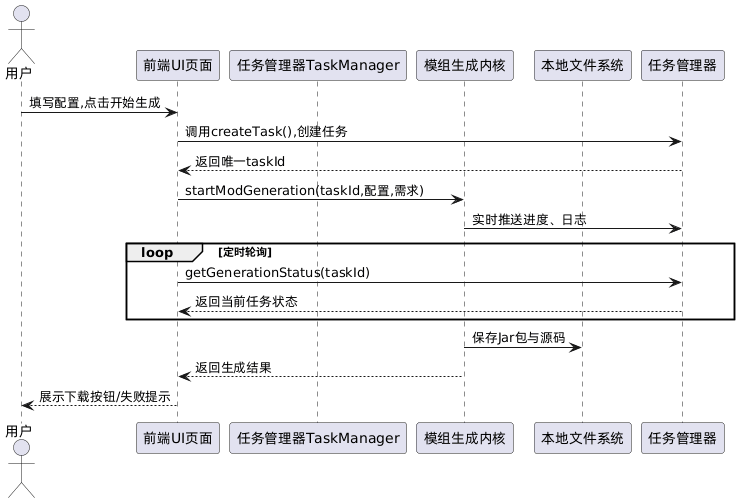 用户
前端UI页面
任务管理器TaskManager
模组生成内核
本地文件系统
任务管理器
填写配置,点击开始生成
调用createTask(),创建任务
返回唯一taskId
startModGeneration(taskId,配置,需求)
实时推送进度、日志
loop
[定时轮询]
getGenerationStatus(taskId)
返回当前任务状态
保存Jar包与源码
返回生成结果
展示下载按钮/失败提示
用户
前端UI页面
任务管理器TaskManager
模组生成内核
本地文件系统
任务管理器